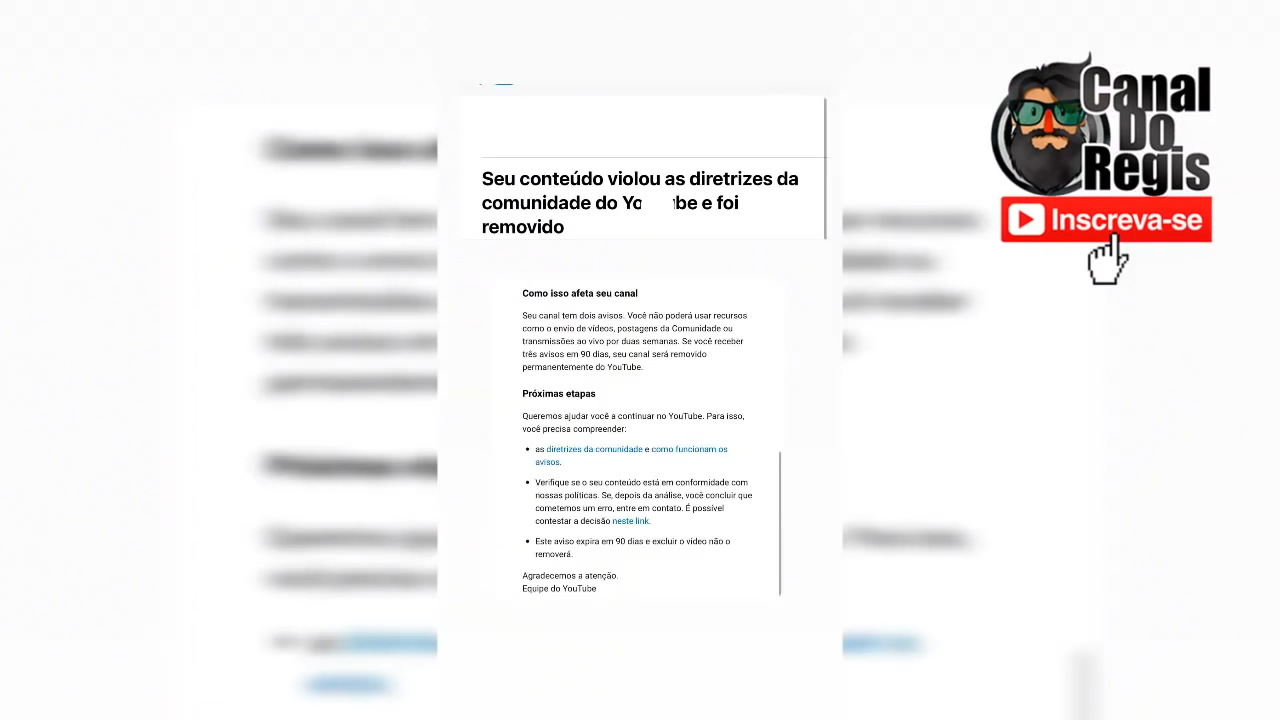 Canal
Do
Regis
Inscreva-se
Seu conteúdo violou as diretrizes da
comunidade do Yo be e foi
removido
Como isso afeta seu canal
Seu canal tem dois avisos. Você não poderá usar recursos
como o envio de vídeos, postagens da Comunidade ou
transmissões ao vivo por duas semanas. Se você receber
três avisos em 90 dias, seu canal será removido
permanentemente do YouTube.
Próximas etapas
Queremos ajudar você a continuar no YouTube. Para isso,
você precisa compreender:
• as diretrizes da comunidade e como funcionam os
avisos.
• Verifique se o seu conteúdo está em conformidade com
nossas políticas. Se, depois da análise, você concluir que
cometemos um erro, entre em contato. É possível
contestar a decisão neste link.
• Este aviso expira em 90 dias e excluir o vídeo não o
removerá.
Agradecemos a atenção.
Equipe do YouTube